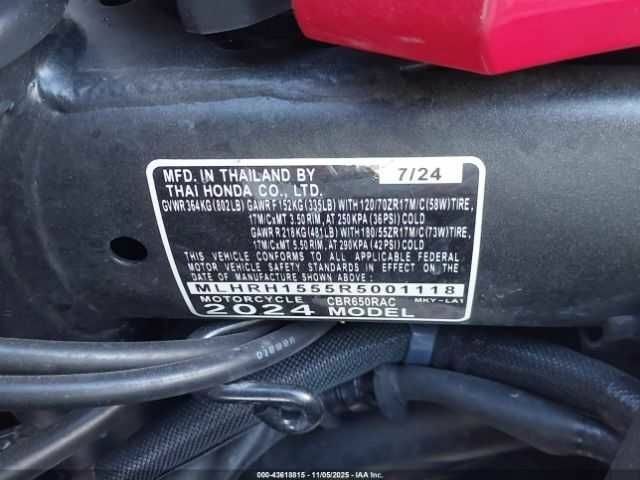 MFD. IN THAILAND BY 7/24
THAI HONDA CO., LTD.
GVWR 364KG (802LB) GAWR F 152KG (335LB) WITH 120/70ZR17M/C(58W)TIRE,
17M/CxMT 3.50 RIM, AT 250 KPA (36PSI) COLD
GAWR R 218KG (481LB) WITH 180/55ZR17M/C(73W)TIRE,
17M/CxMT 5.50 RIM, AT 290KPA (42PSI) COLD
THIS VEHICLE CONFORMS TO ALL APPLICABLE FEDERAL
MOTOR VEHICLE SAFETY STANDARDS IN EFFECT ON THE
DATE OF MANUFACTURE SHOWN ABOVE:
MLHRH1555R5001118
MOTORCYCLE CBR650RAC MKY-LA1
2024 MODEL
000-43618815 - 11/05/2025 - IAA Inc.